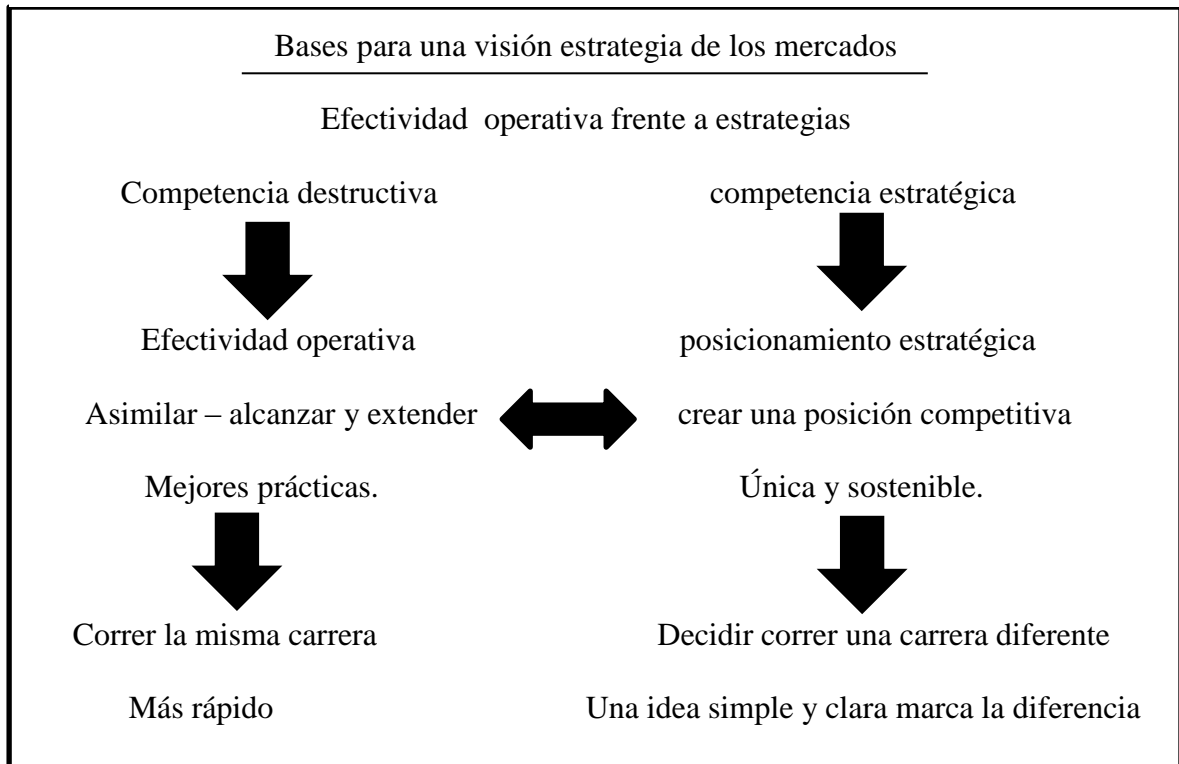 Bases para una visión estrategia de los mercados
Efectividad operativa frente a estrategias
Competencia destructiva
competencia estratégica
Efectividad operativa
posicionamiento estratégica
Asimilar – alcanzar y extender
crear una posición competitiva
Mejores prácticas.
Única y sostenible.
Correr la misma carrera
Decidir correr una carrera diferente
Más rápido
Una idea simple y clara marca la diferencia